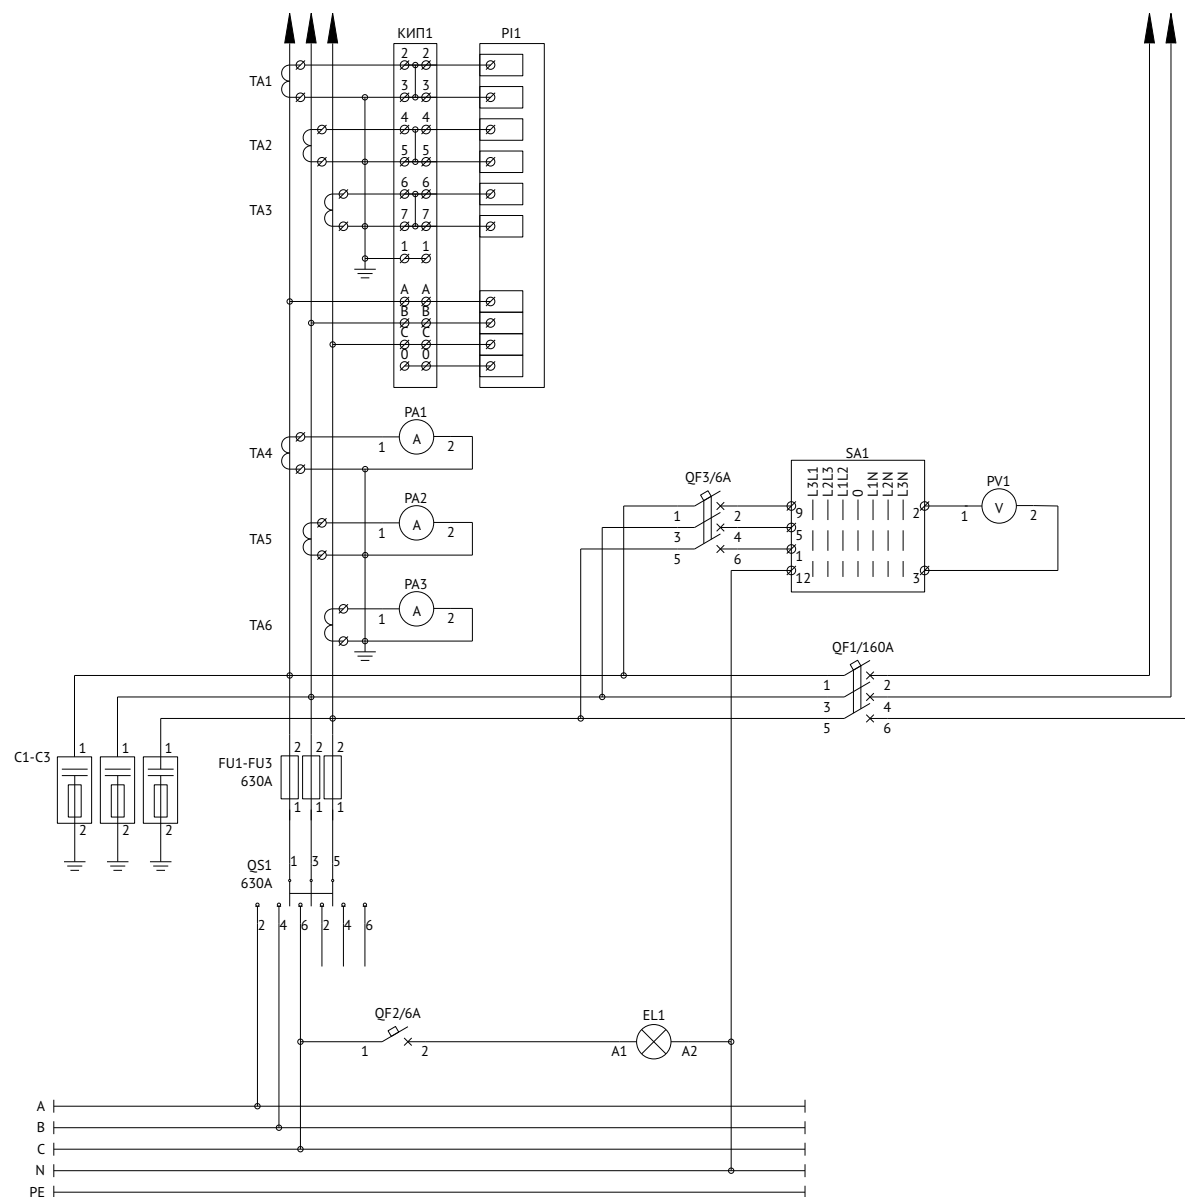 КИП1
PI1
2 2
TA1
3 3
4 4
TA2
5 5
6 6
TA3
7 7
1 1
A A
B B
C C
0 0
PA1
TA4
1 A 2
PA2
TA5
1 A 2
PA3
TA6
1 A 2
SA1
QF3/6A
L3L1
L2L3
L1L2
0
L1N
L2N
L3N
PV1
1 2 9 2 1 V 2
3 4 5
5 6 1
12 3
QF1/160A
1 2
3 4
5 6
C1-C3
1 1 1
2 2 2
FU1-FU3
630A
2 2 2
1 1 1
QS1
630A
1 3 5
2 4 6 2 4 6
QF2/6A
1 2
EL1
A1 A2
A
B
C
N
PE